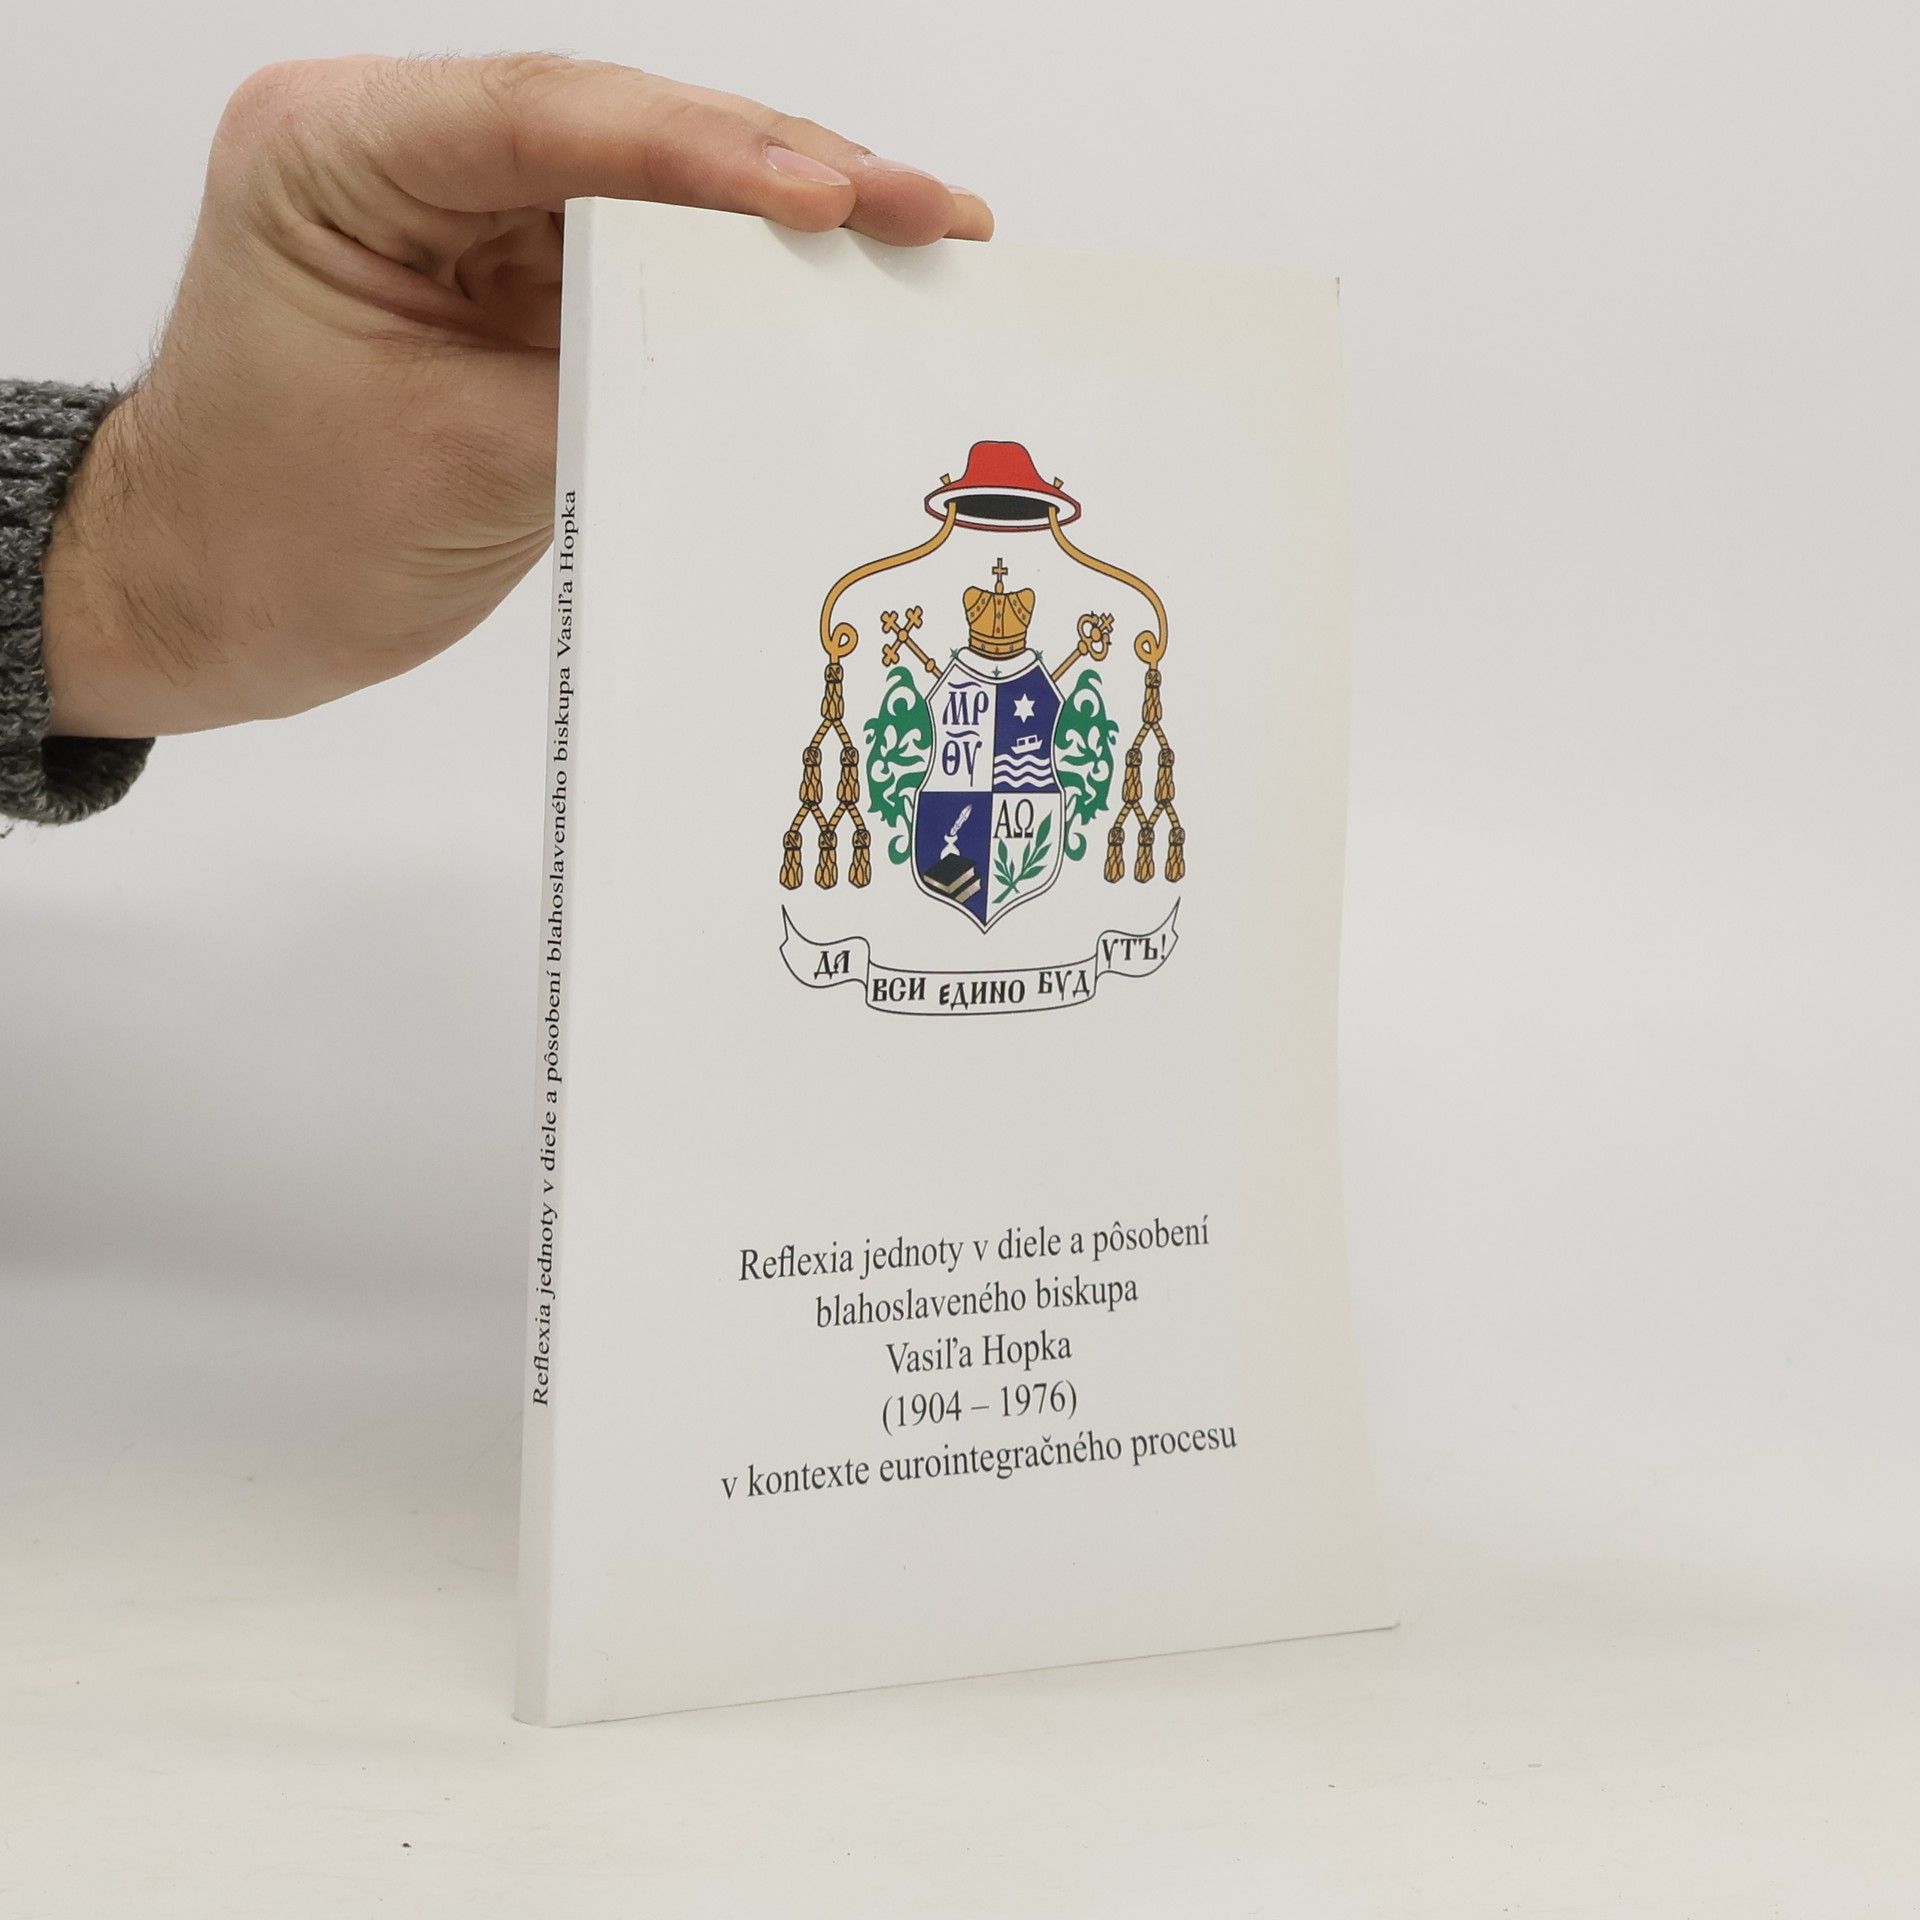 Reflexia jednoty v diele a pôsobení blahoslaveného biskupa Vasiľa Hopka
М҃Р
Ѳ҃Ѵ
ΑΩ
ДА ВСИ ЕДИНО БУДУТЪ!
Reflexia jednoty v diele a pôsobení
blahoslaveného biskupa
Vasiľa Hopka
(1904 – 1976)
v kontexte eurointegračného procesu